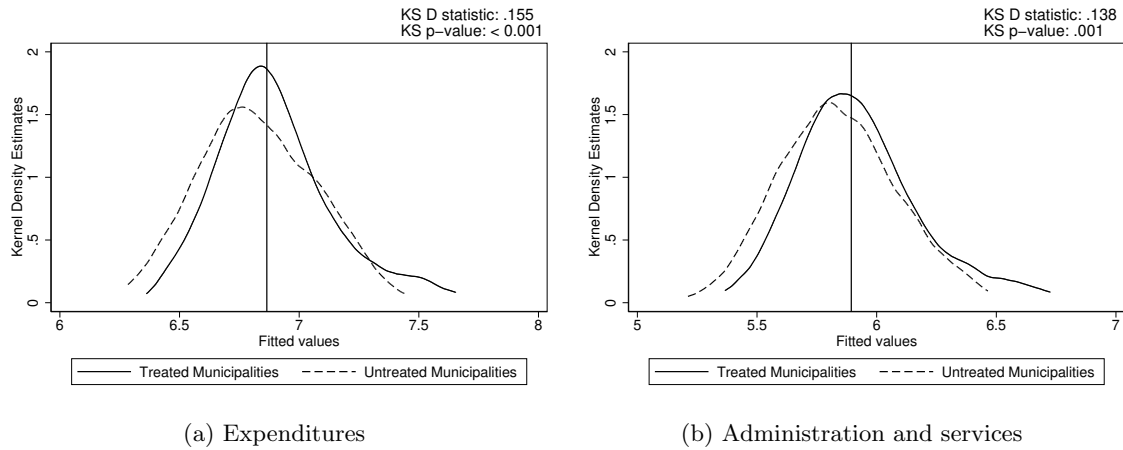 KS D statistic: .155
KS p−value: < 0.001
Kernel Density Estimates
0 .5 1 1.5 2
6 6.5 7 7.5 8
Fitted values
Treated Municipalities Untreated Municipalities
(a) Expenditures
KS D statistic: .138
KS p−value: .001
Kernel Density Estimates
0 .5 1 1.5 2
5 5.5 6 6.5 7
Fitted values
Treated Municipalities Untreated Municipalities
(b) Administration and services